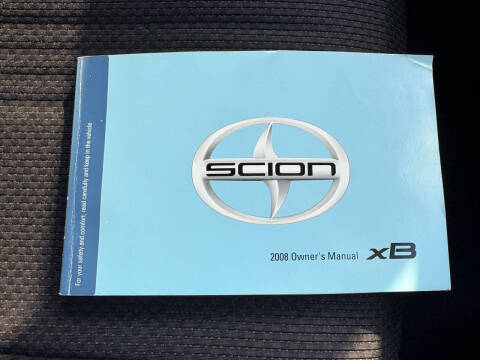 For your safety and comfort, read carefully and keep in the vehicle
SCION
2008 Owner's Manual xB